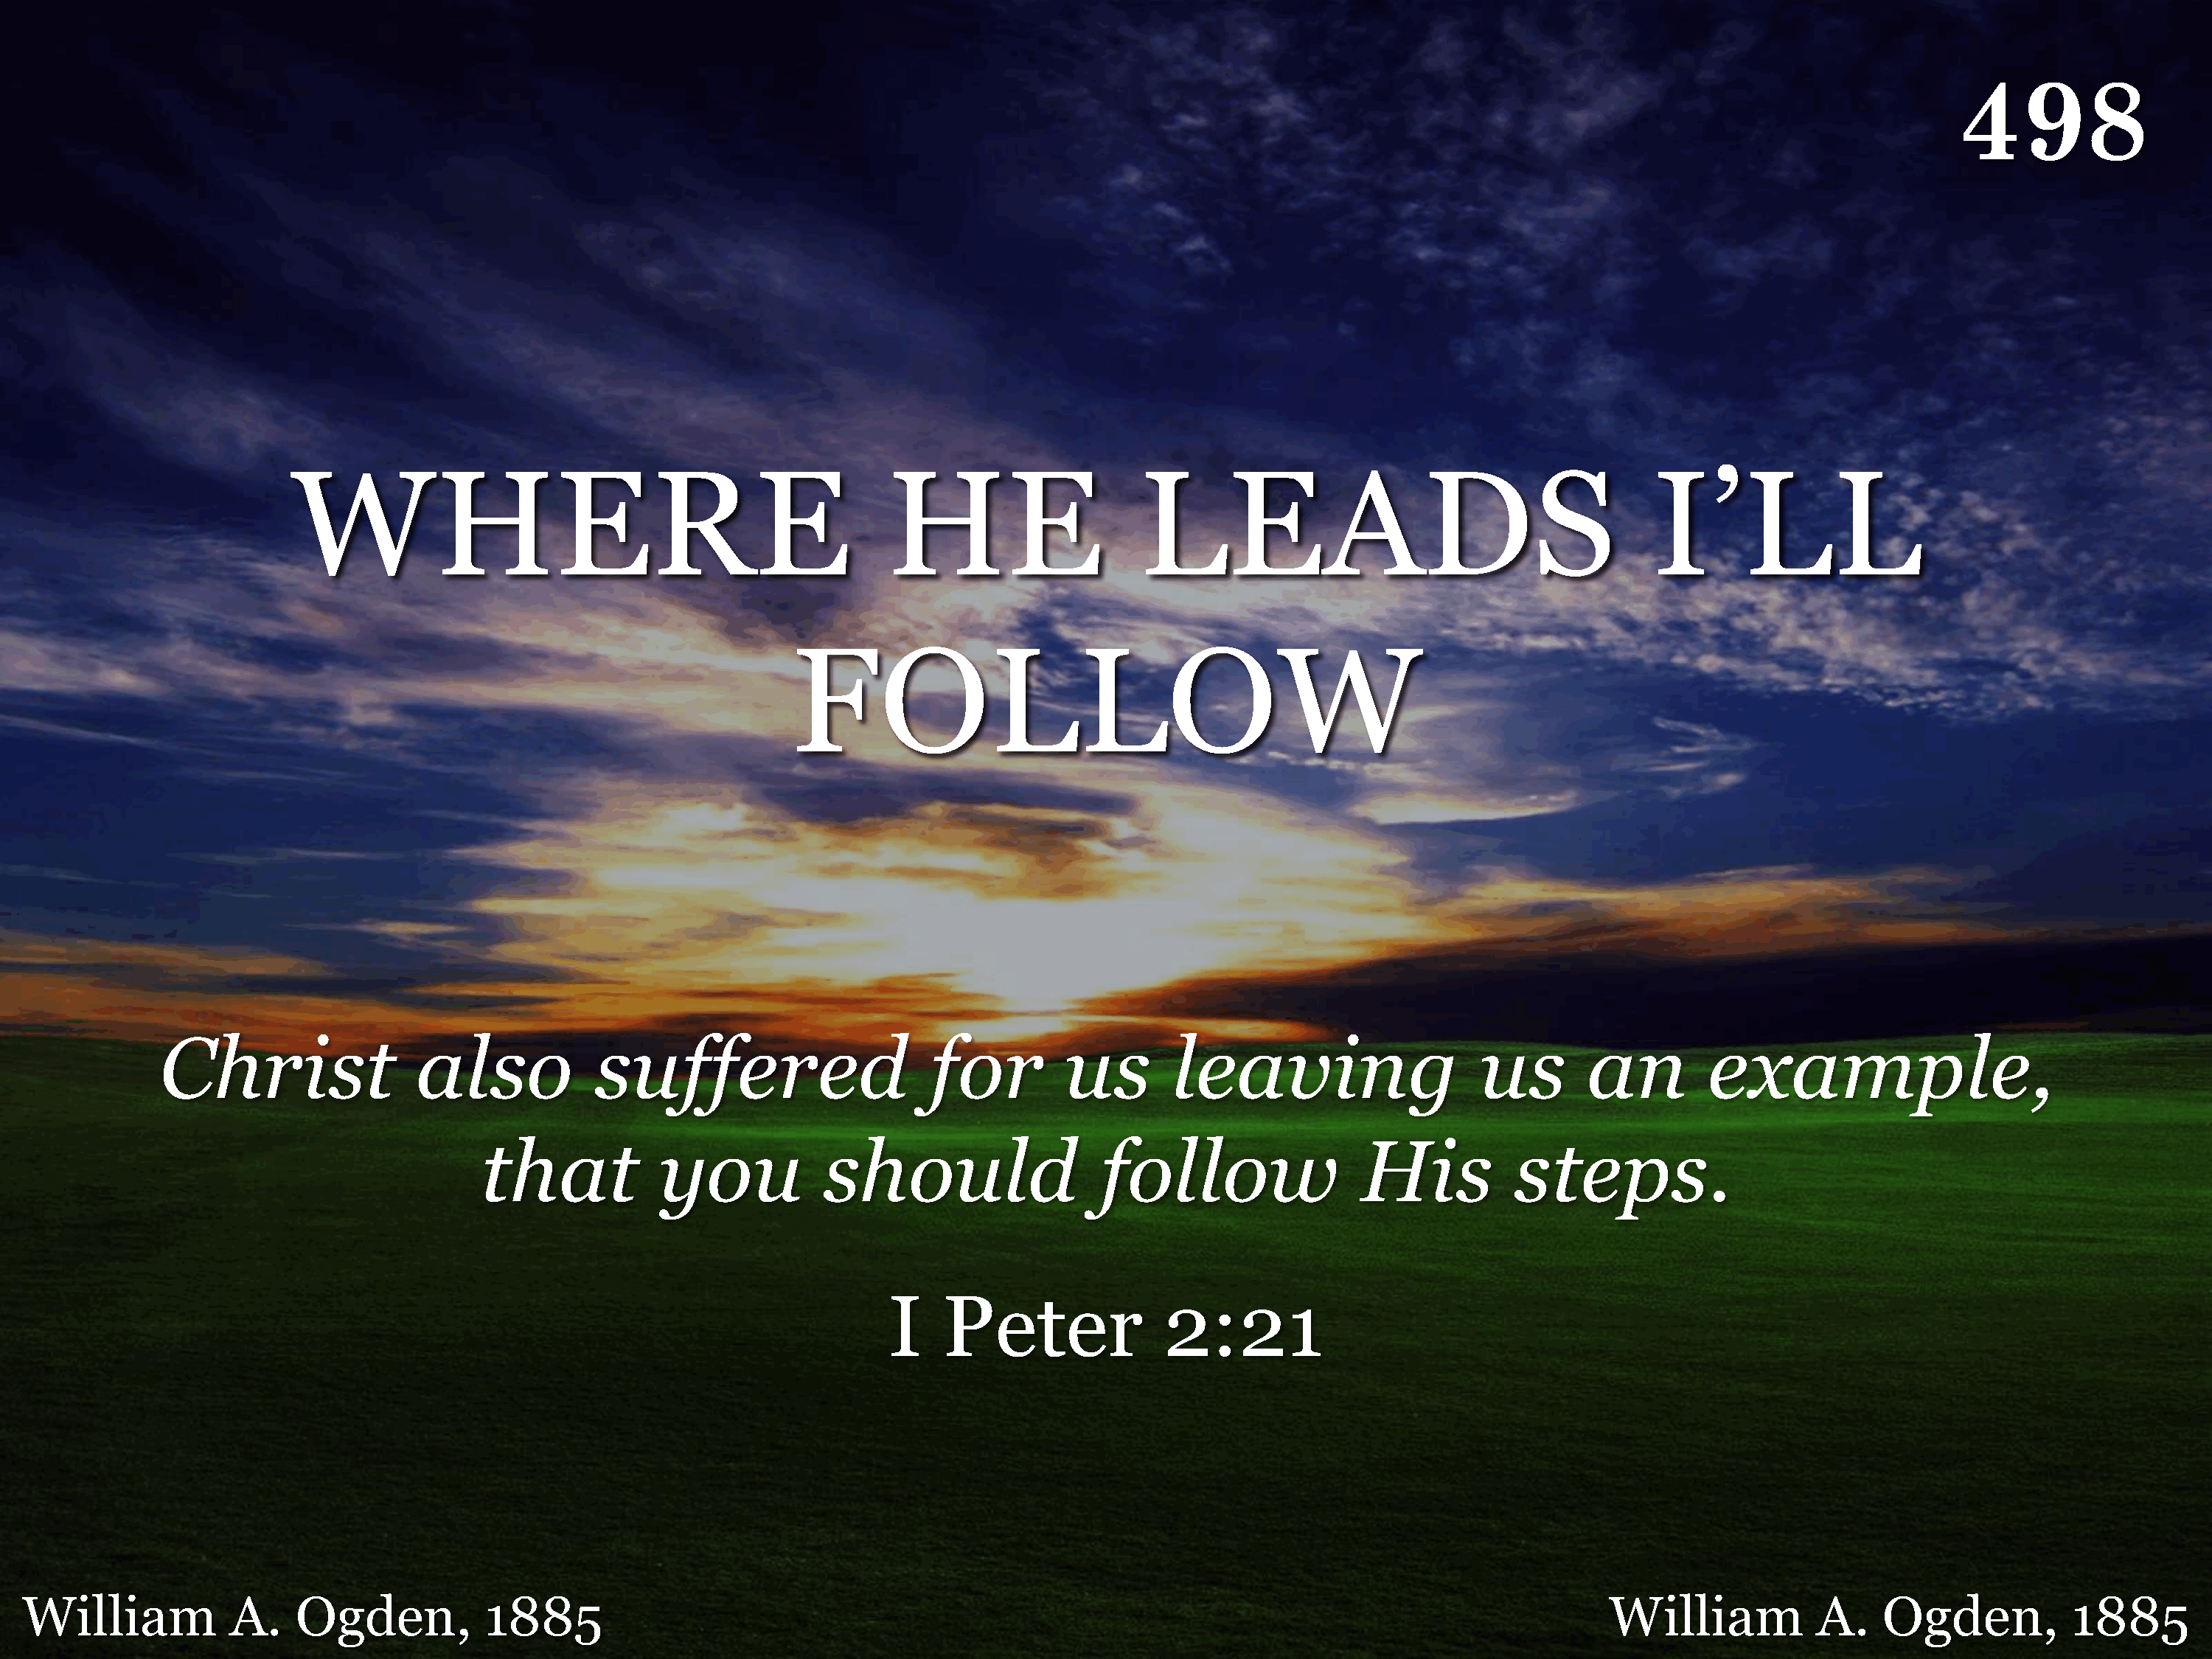 498
WHERE HE LEADS I’LL
FOLLOW
Christ also suffered for us leaving us an example,
that you should follow His steps.
I Peter 2:21
William A. Ogden, 1885
William A. Ogden, 1885